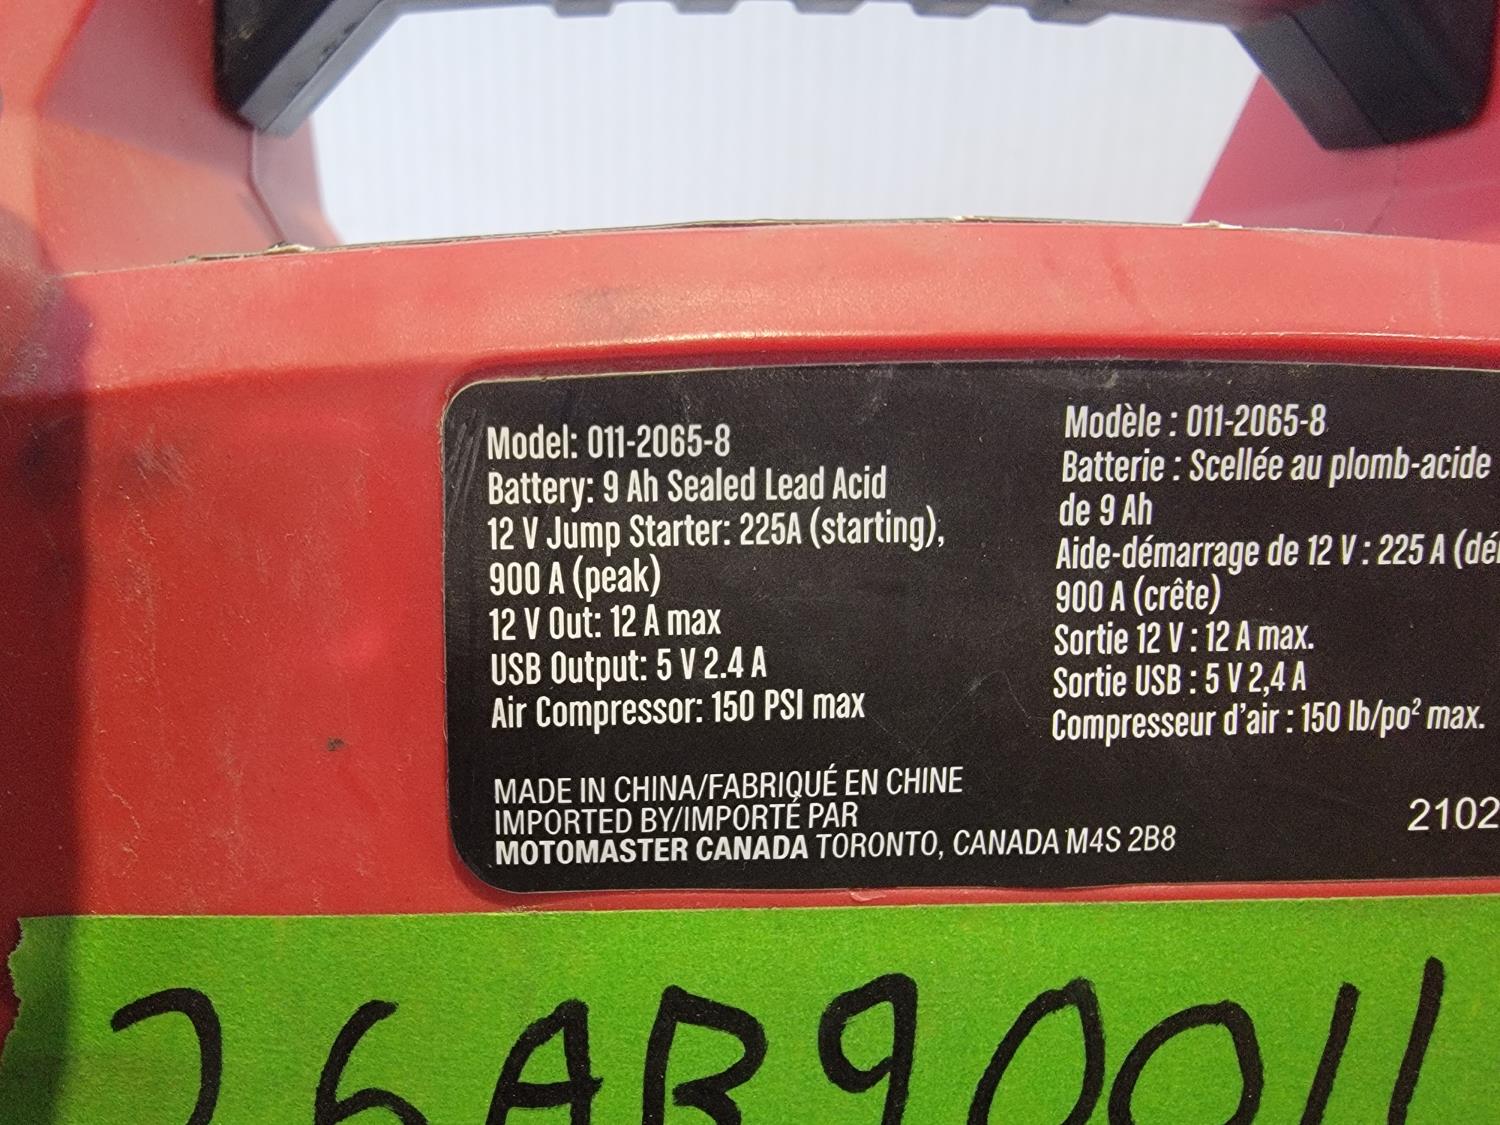 Model: 011-2065-8
Battery: 9 Ah Sealed Lead Acid
12 V Jump Starter: 225A (starting),
900 A (peak)
12 V Out: 12 A max
USB Output: 5 V 2.4 A
Air Compressor: 150 PSI max
Modèle : 011-2065-8
Batterie : Scellée au plomb-acide
de 9 Ah
Aide-démarrage de 12 V : 225 A
900 A (crête)
Sortie 12 V : 12 A max.
Sortie USB : 5 V 2,4 A
Compresseur d'air : 150 lb/po² max.
MADE IN CHINA/FABRIQUÉ EN CHINE
IMPORTED BY/IMPORTÉ PAR
MOTOMASTER CANADA TORONTO, CANADA M4S 2B8
2102
26AB90011